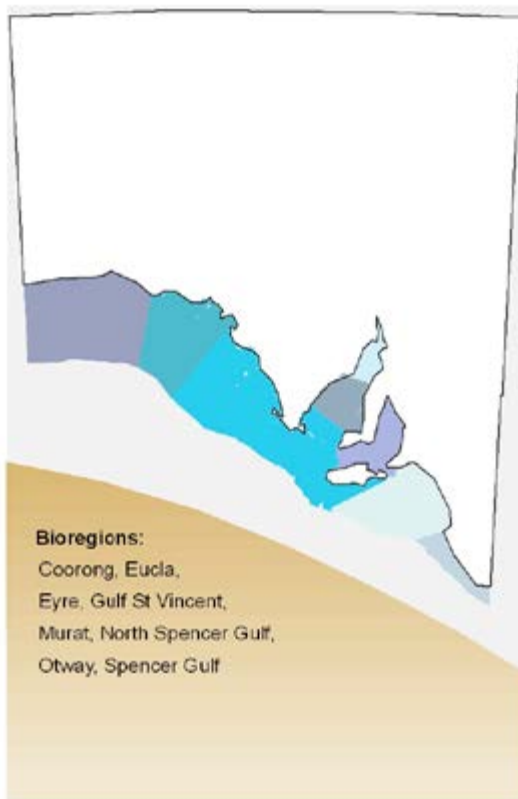 Bioregions:
Coorong, Eucla,
Eyre, Gulf St Vincent,
Murat, North Spencer Gulf,
Otway, Spencer Gulf